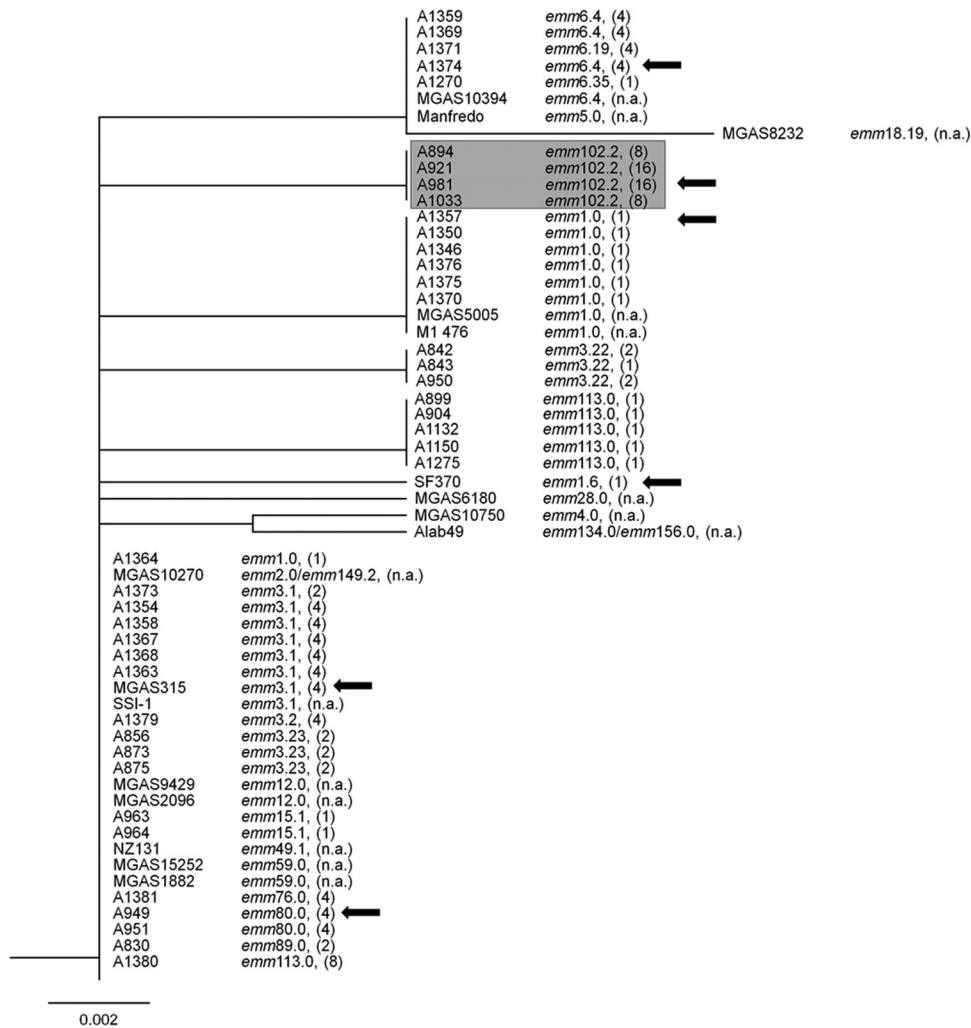 A1359 emm6.4, (4)
A1369 emm6.4, (4)
A1371 emm6.19, (4)
A1374 emm6.4, (4)
A1270 emm6.35, (1)
MGAS10394 emm6.4, (n.a.)
Manfredo emm5.0, (n.a.)
MGAS8232 emm18.19, (n.a.)
A894 emm102.2, (8)
A921 emm102.2, (16)
A981 emm102.2, (16)
A1033 emm102.2, (8)
A1357 emm1.0, (1)
A1350 emm1.0, (1)
A1346 emm1.0, (1)
A1376 emm1.0, (1)
A1375 emm1.0, (1)
A1370 emm1.0, (1)
MGAS5005 emm1.0, (n.a.)
M1 476 emm1.0, (n.a.)
A842 emm3.22, (2)
A843 emm3.22, (1)
A950 emm3.22, (2)
A899 emm113.0, (1)
A904 emm113.0, (1)
A1132 emm113.0, (1)
A1150 emm113.0, (1)
A1275 emm113.0, (1)
SF370 emm1.6, (1)
MGAS6180 emm28.0, (n.a.)
MGAS10750 emm4.0, (n.a.)
Alab49 emm134.0/emm156.0, (n.a.)
A1364 emm1.0, (1)
MGAS10270 emm2.0/emm149.2, (n.a.)
A1373 emm3.1, (2)
A1354 emm3.1, (4)
A1358 emm3.1, (4)
A1367 emm3.1, (4)
A1368 emm3.1, (4)
A1363 emm3.1, (4)
MGAS315 emm3.1, (4)
SSI-1 emm3.1, (n.a.)
A1379 emm3.2, (4)
A856 emm3.23, (2)
A873 emm3.23, (2)
A875 emm3.23, (2)
MGAS9429 emm12.0, (n.a.)
MGAS2096 emm12.0, (n.a.)
A963 emm15.1, (1)
A964 emm15.1, (1)
NZ131 emm49.1, (n.a.)
MGAS15252 emm59.0, (n.a.)
MGAS1882 emm59.0, (n.a.)
A1381 emm76.0, (4)
A949 emm80.0, (4)
A951 emm80.0, (4)
A830 emm89.0, (2)
A1380 emm113.0, (8)
0.002